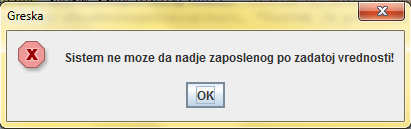 Greska
Sistem ne moze da nadje zaposlenog po zadatoj vrednosti!
OK